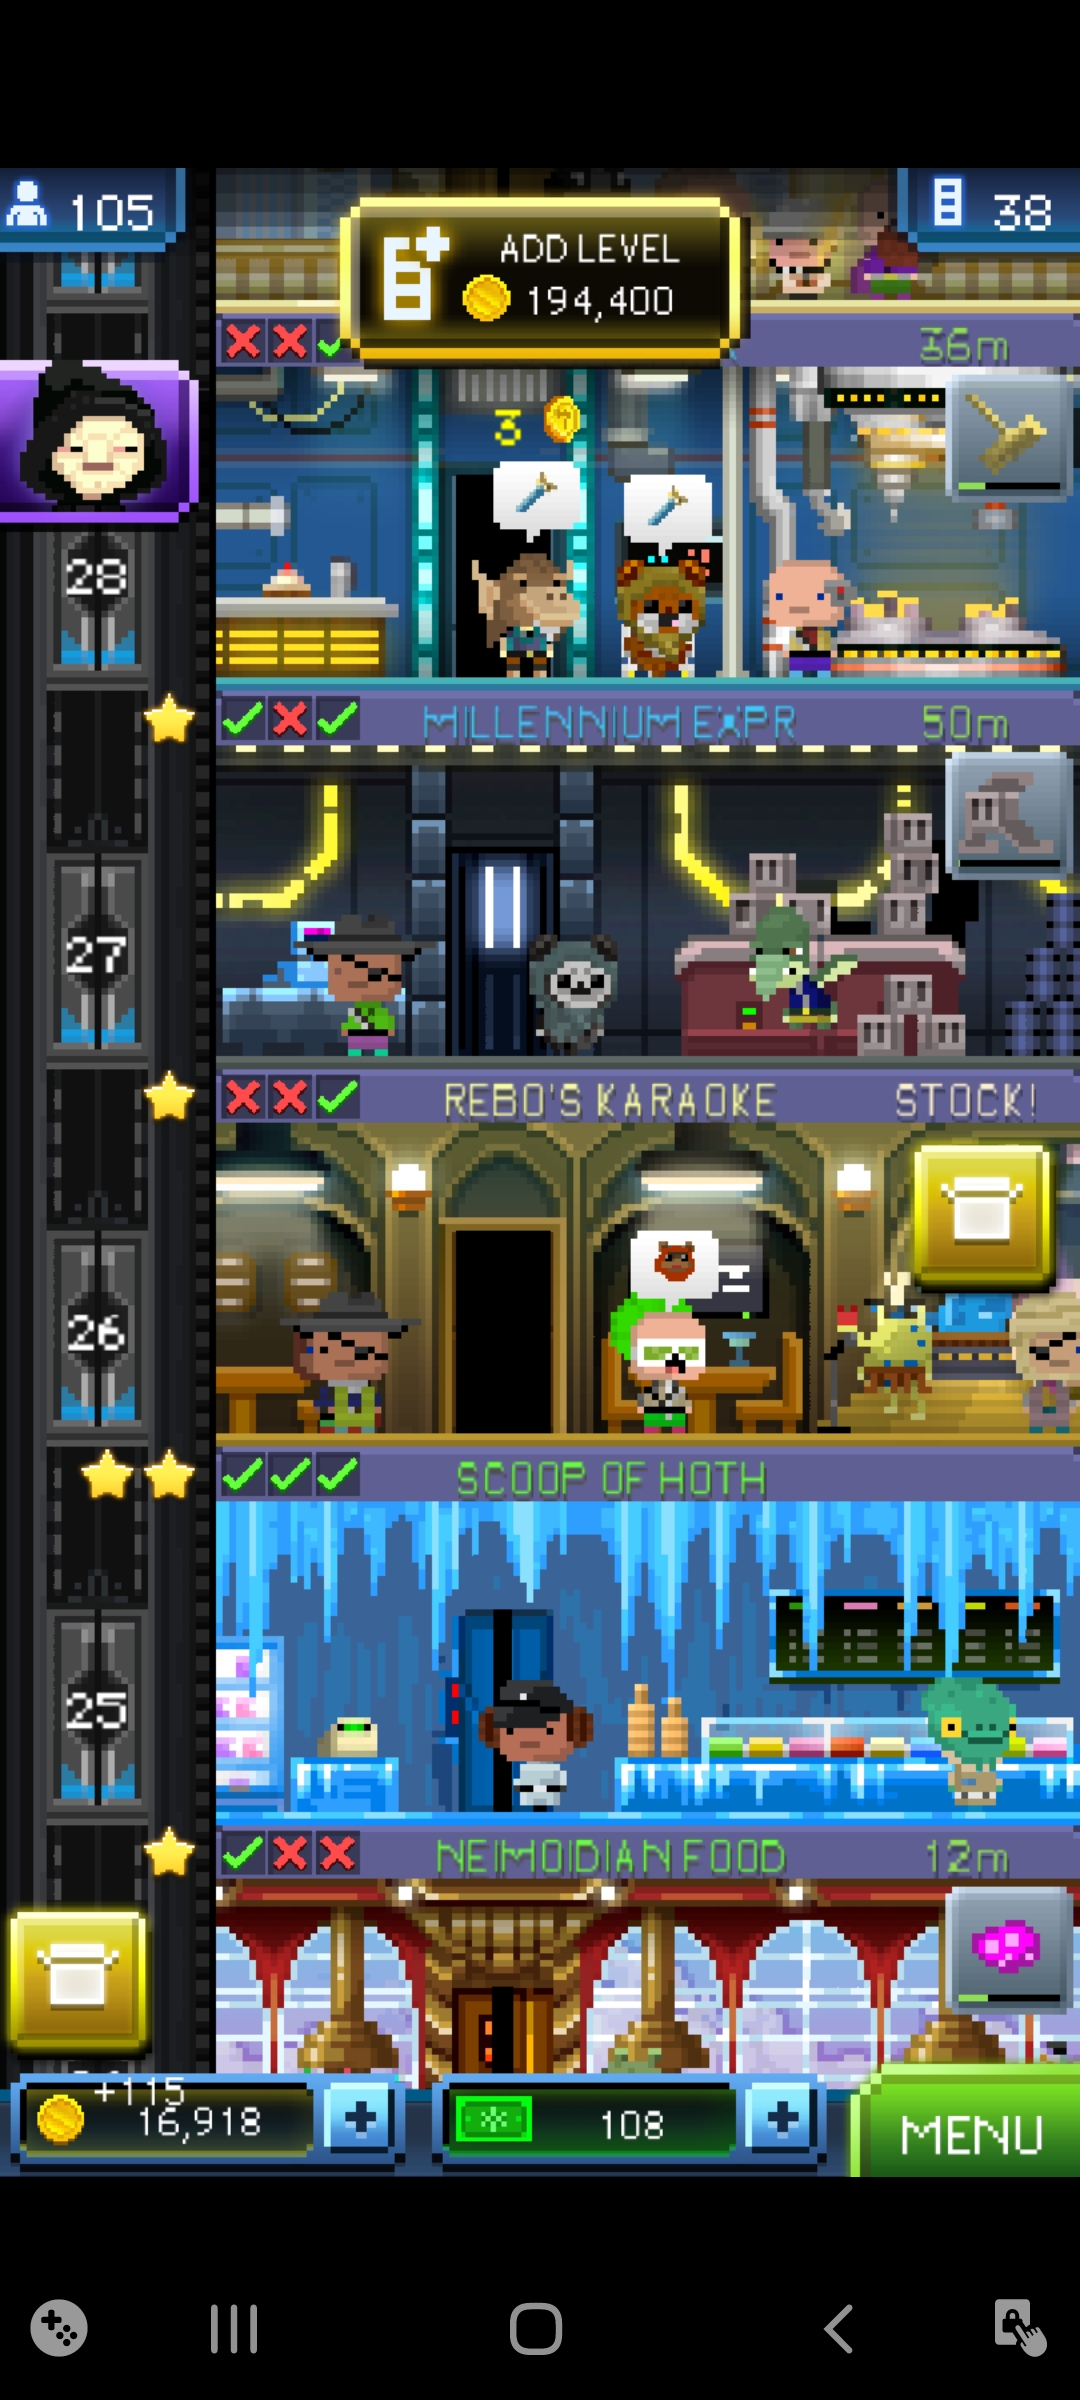 105
ADD LEVEL
194,400
38
36m
3
28
MILLENNIUM EXPR
50m
27
REBO'S KARAOKE
STOCK!
26
SCOOP OF HOTH
25
NEIMOIDIAN FOOD
12m
+115
16,918
108
MENU